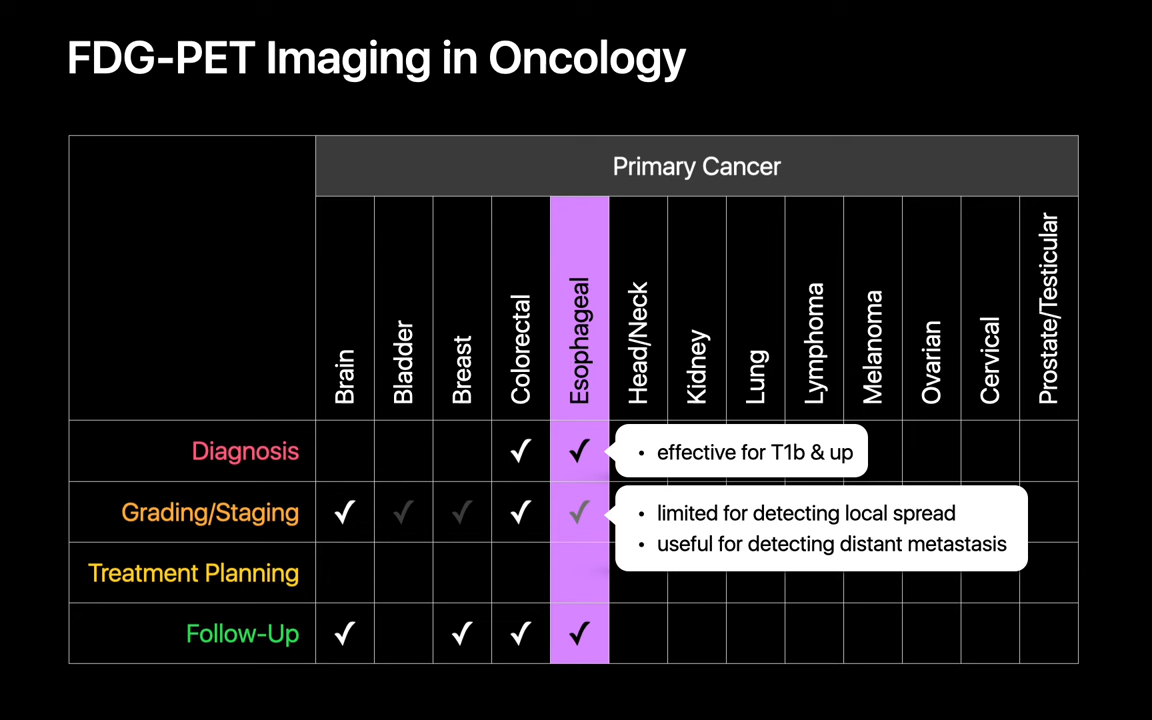 FDG-PET Imaging in Oncology
Primary Cancer
Brain
Bladder
Breast
Colorectal
Esophageal
Head/Neck
Kidney
Lung
Lymphoma
Melanoma
Ovarian
Cervical
Prostate/Testicular
Diagnosis
✓ ✓
• effective for T1b & up
Grading/Staging
✓ ✓ ✓ ✓ ✓
• limited for detecting local spread
• useful for detecting distant metastasis
Treatment Planning
Follow-Up
✓ ✓ ✓ ✓